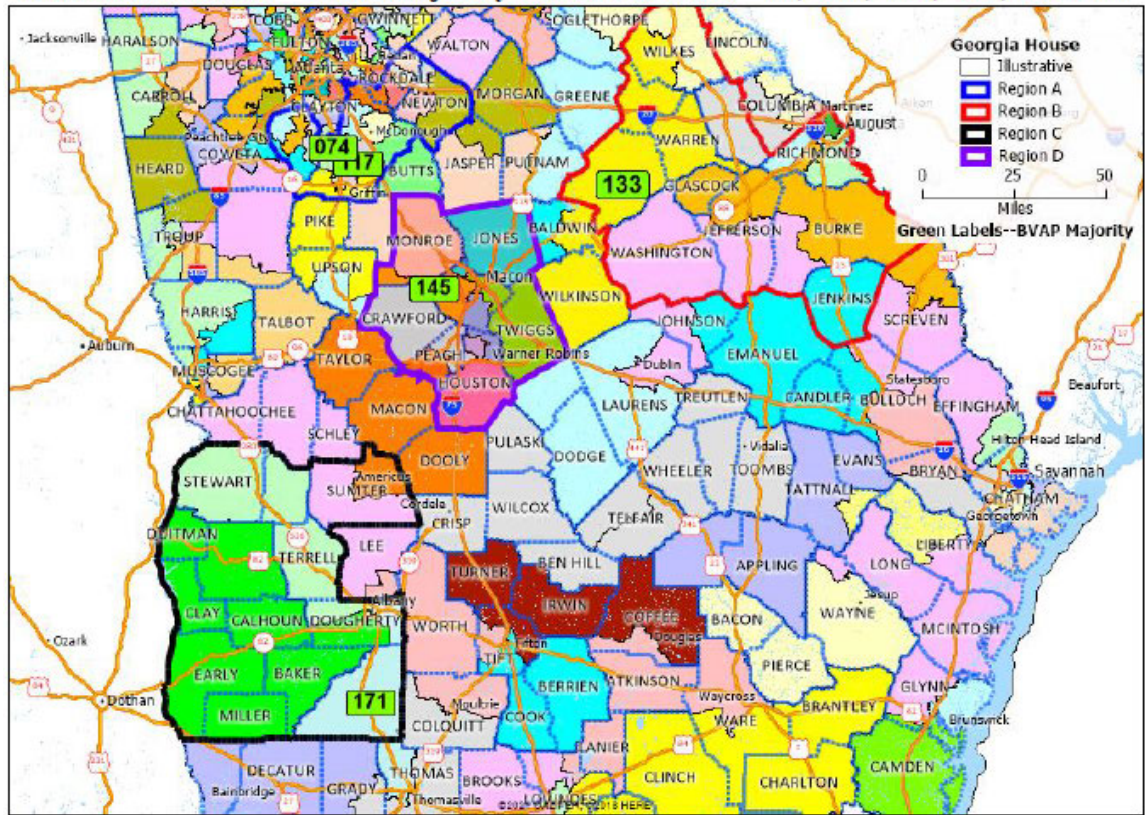 Georgia House
Illustrative
Region A
Region B
Region C
Region D
0 25 50
Miles
Green Labels--BVAP Majority
COBB
GWINNETT
OGLETHORPE
WILKES
LINCOLN
Jacksonville
HARALSON
FULTON
WALTON
DOUGLAS
Atlanta
ROCKDALE
CARROLL
CLAYTON
NEWTON
MORGAN
GREENE
COLUMBIA
Martinez
Aiken
Augusta
Peachtree City
McDonough
WARREN
RICHMOND
COWETA
074
HEARD
BUTTS
JASPER
PUTNAM
133
GLASCOCK
Griffin
PIKE
MONROE
JONES
BALDWIN
WASHINGTON
JEFFERSON
BURKE
TROUP
UPSON
Macon
145
WILKINSON
JENKINS
HARRIS
TALBOT
CRAWFORD
TWIGGS
JOHNSON
SCREVEN
Auburn
TAYLOR
PEACH
Warner Robins
EMANUEL
MUSCOGEE
HOUSTON
Dublin
Statesboro
Beaufort
CHATTAHOOCHEE
MACON
LAURENS
TREUTLEN
CANDLER
BULLOCH
EFFINGHAM
SCHLEY
PULASKI
Hilton Head Island
STEWART
DOOLY
DODGE
WHEELER
Vidalia
TOOMBS
EVANS
BRYAN
Savannah
Americus
SUMTER
Cordele
WILCOX
TATTNALL
CHATHAM
Georgetown
QUITMAN
CRISP
TELFAIR
LIBERTY
TERRELL
LEE
BEN HILL
APPLING
LONG
TURNER
IRWIN
COFFEE
CLAY
CALHOUN
DOUGHERTY
Albany
WORTH
BACON
WAYNE
Jesup
MCINTOSH
Ozark
Tifton
Douglas
TIFT
EARLY
BAKER
BERRIEN
ATKINSON
PIERCE
GLYNN
Dothan
171
Moultrie
Waycross
MILLER
COLQUITT
COOK
WARE
BRANTLEY
Brunswick
LANIER
DECATUR
THOMAS
CLINCH
CAMDEN
Bainbridge
GRADY
BROOKS
CHARLTON
Thomasville
LOWNDES